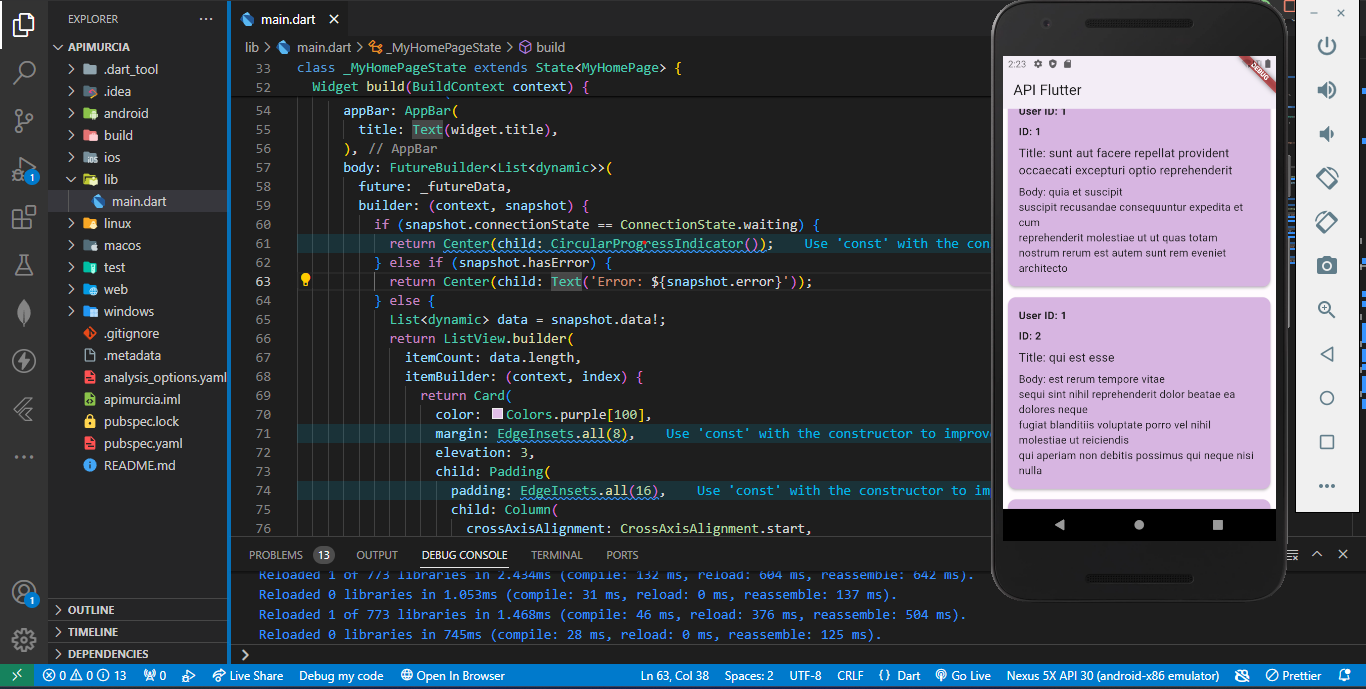 EXPLORER
APIMURCIA
.dart_tool
.idea
android
build
ios
lib
main.dart
linux
macos
test
web
windows
.gitignore
.metadata
analysis_options.yaml
apimurcia.iml
pubspec.lock
pubspec.yaml
README.md
OUTLINE
TIMELINE
DEPENDENCIES
1
1
main.dart
lib > main.dart > _MyHomePageState > build
33 class _MyHomePageState extends State<MyHomePage> {
52 Widget build(BuildContext context) {
54 appBar: AppBar(
55 title: Text(widget.title),
56 ), // AppBar
57 body: FutureBuilder<List<dynamic>>(
58 future: _futureData,
59 builder: (context, snapshot) {
60 if (snapshot.connectionState == ConnectionState.waiting) {
61 return Center(child: CircularProgressIndicator()); Use 'const' with the con
62 } else if (snapshot.hasError) {
63 return Center(child: Text('Error: ${snapshot.error}'));
64 } else {
65 List<dynamic> data = snapshot.data!;
66 return ListView.builder(
67 itemCount: data.length,
68 itemBuilder: (context, index) {
69 return Card(
70 color: Colors.purple[100],
71 margin: EdgeInsets.all(8), Use 'const' with the constructor to improve
72 elevation: 3,
73 child: Padding(
74 padding: EdgeInsets.all(16), Use 'const' with the constructor to im
75 child: Column(
76 crossAxisAlignment: CrossAxisAlignment.start,
PROBLEMS 13 OUTPUT DEBUG CONSOLE TERMINAL PORTS
Reloaded 1 of 773 libraries in 2.434ms (compile: 132 ms, reload: 604 ms, reassemble: 642 ms).
Reloaded 0 libraries in 1.053ms (compile: 31 ms, reload: 0 ms, reassemble: 137 ms).
Reloaded 1 of 773 libraries in 1.468ms (compile: 46 ms, reload: 376 ms, reassemble: 504 ms).
Reloaded 0 libraries in 745ms (compile: 28 ms, reload: 0 ms, reassemble: 125 ms).
2:23
DEBUG
API Flutter
User ID: 1
ID: 1
Title: sunt aut facere repellat provident
occaecati excepturi optio reprehenderit
Body: quia et suscipit
suscipit recusandae consequuntur expedita et
cum
reprehenderit molestiae ut ut quas totam
nostrum rerum est autem sunt rem eveniet
architecto
User ID: 1
ID: 2
Title: qui est esse
Body: est rerum tempore vitae
sequi sint nihil reprehenderit dolor beatae ea
dolores neque
fugiat blanditiis voluptate porro vel nihil
molestiae ut reiciendis
qui aperiam non debitis possimus qui neque nisi
nulla
0 0 13 0 Live Share Debug my code Open In Browser Ln 63, Col 38 Spaces: 2 UTF-8 CRLF {} Dart Go Live Nexus 5X API 30 (android-x86 emulator) Prettier